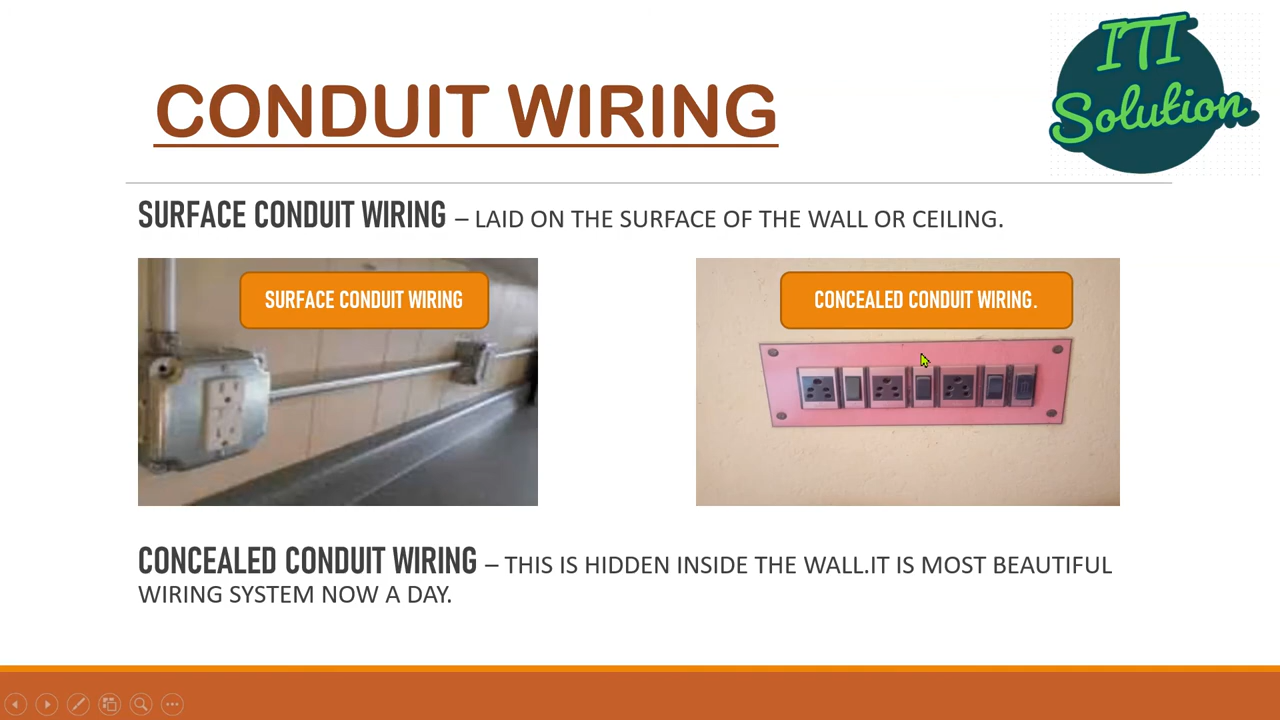 ITI
Solution
CONDUIT WIRING
SURFACE CONDUIT WIRING – LAID ON THE SURFACE OF THE WALL OR CEILING.
SURFACE CONDUIT WIRING
CONCEALED CONDUIT WIRING.
CONCEALED CONDUIT WIRING – THIS IS HIDDEN INSIDE THE WALL.IT IS MOST BEAUTIFUL
WIRING SYSTEM NOW A DAY.